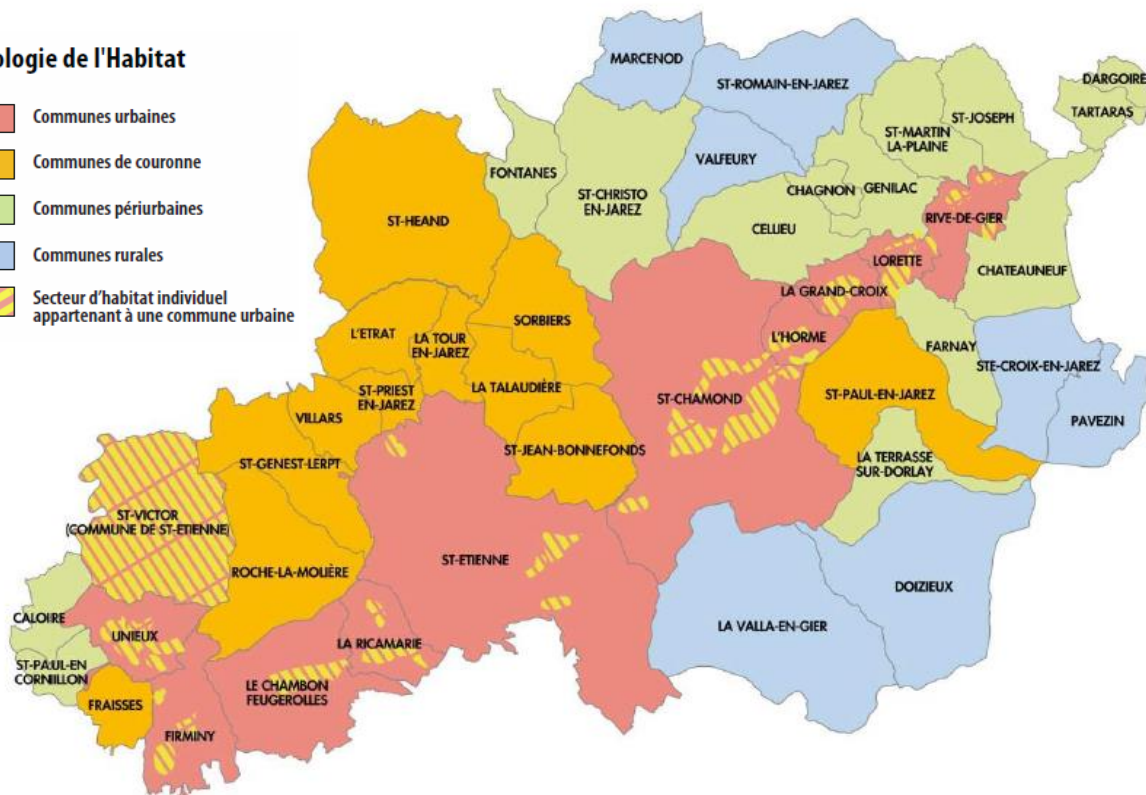 ologie de l'Habitat
Communes urbaines
Communes de couronne
Communes périurbaines
Communes rurales
Secteur d'habitat individuel
appartenant à une commune urbaine
MARCENOD
ST-ROMAIN-EN-JAREZ
DARGOIRE
TARTARAS
ST-JOSEPH
ST-MARTIN
LA-PLAINE
VALFEURY
FONTANES
ST-CHRISTO
EN-JAREZ
CHAGNON
GENILAC
CELLIEU
RIVE-DE-GIER
ST-HEAND
LORETTE
CHATEAUNEUF
LA GRAND-CROIX
SORBIERS
L'ETRAT
LA TOUR
EN-JAREZ
L'HORME
FARNAY
STE-CROIX-EN-JAREZ
ST-PRIEST
EN-JAREZ
LA TALAUDIÈRE
ST-CHAMOND
ST-PAUL-EN-JAREZ
PAVEZIN
VILLARS
ST-JEAN-BONNEFONDS
LA TERRASSE
SUR-DORLAY
ST-GENEST-LERPT
ST-VICTOR
(COMMUNE DE ST-ETIENNE)
ST-ETIENNE
ROCHE-LA-MOLIÈRE
DOIZIEUX
CALOIRE
UNIEUX
LA RICAMARIE
LA VALLA-EN-GIER
ST-PAUL-EN
CORNILLON
LE CHAMBON
FEUGEROLLES
FRAISSES
FIRMINY